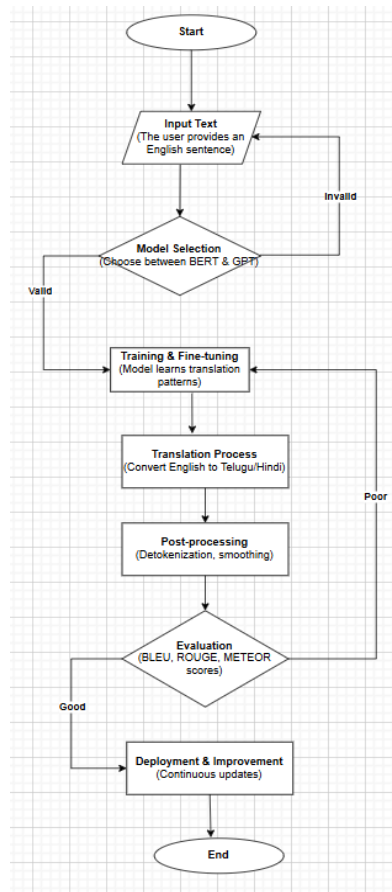 Start
Input Text
(The user provides an
English sentence)
Invalid
Model Selection
(Choose between BERT & GPT)
Valid
Training & Fine-tuning
(Model learns translation
patterns)
Translation Process
(Convert English to Telugu/Hindi)
Poor
Post-processing
(Detokenization, smoothing)
Evaluation
(BLEU, ROUGE, METEOR
scores)
Good
Deployment & Improvement
(Continuous updates)
End